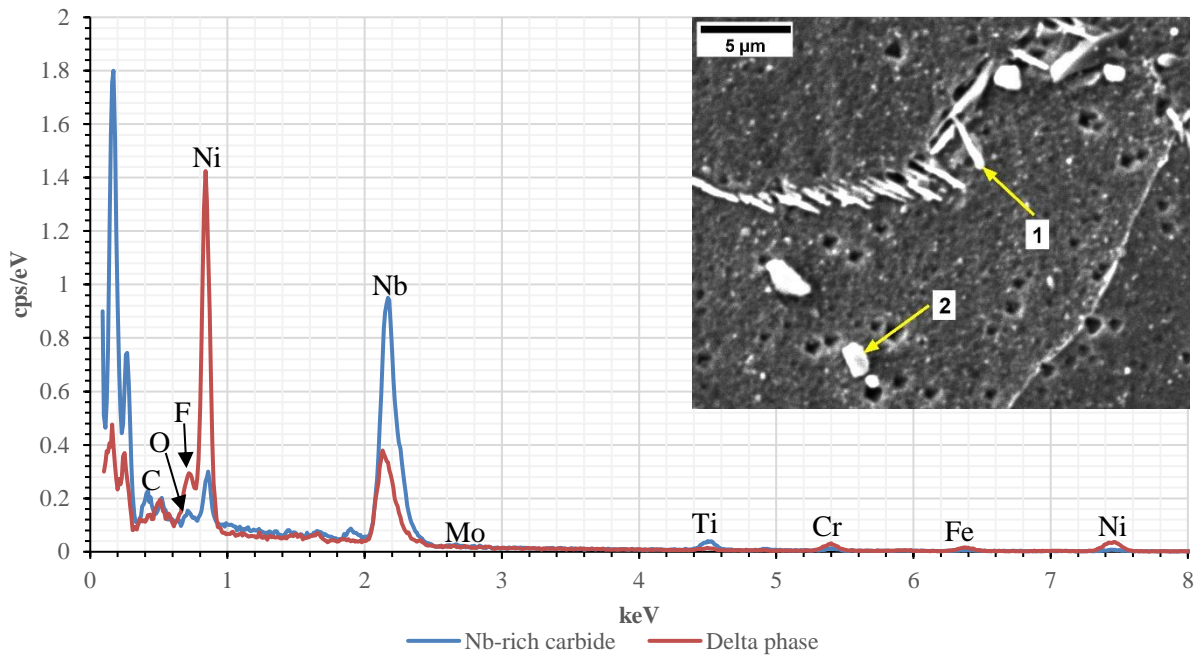 2
1.8
1.6
1.4
1.2
1
0.8
0.6
0.4
0.2
0
cps/eV
Ni
Nb
F
O
C
Mo
Ti
Cr
Fe
Ni
5 µm
1
2
0 1 2 3 4 5 6 7 8
keV
Nb-rich carbide Delta phase